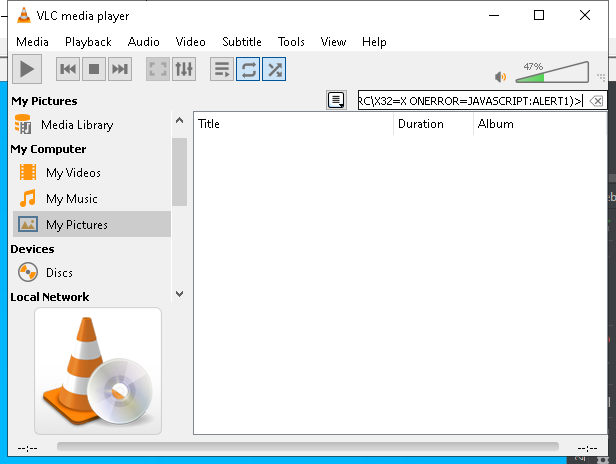 VLC media player
Media Playback Audio Video Subtitle Tools View Help
47%
My Pictures
RC\X32=X ONERROR=JAVASCRIPT:ALERT1)>
Media Library
Title Duration Album
My Computer
My Videos
My Music
My Pictures
Devices
Discs
Local Network
--:-- --:--